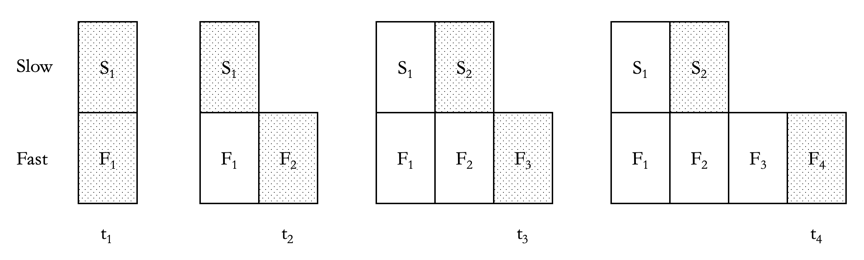 Slow S₁ S₁ S₁ S₂ S₁ S₂
Fast F₁ F₁ F₂ F₁ F₂ F₃ F₁ F₂ F₃ F₄
t₁ t₂ t₃ t₄